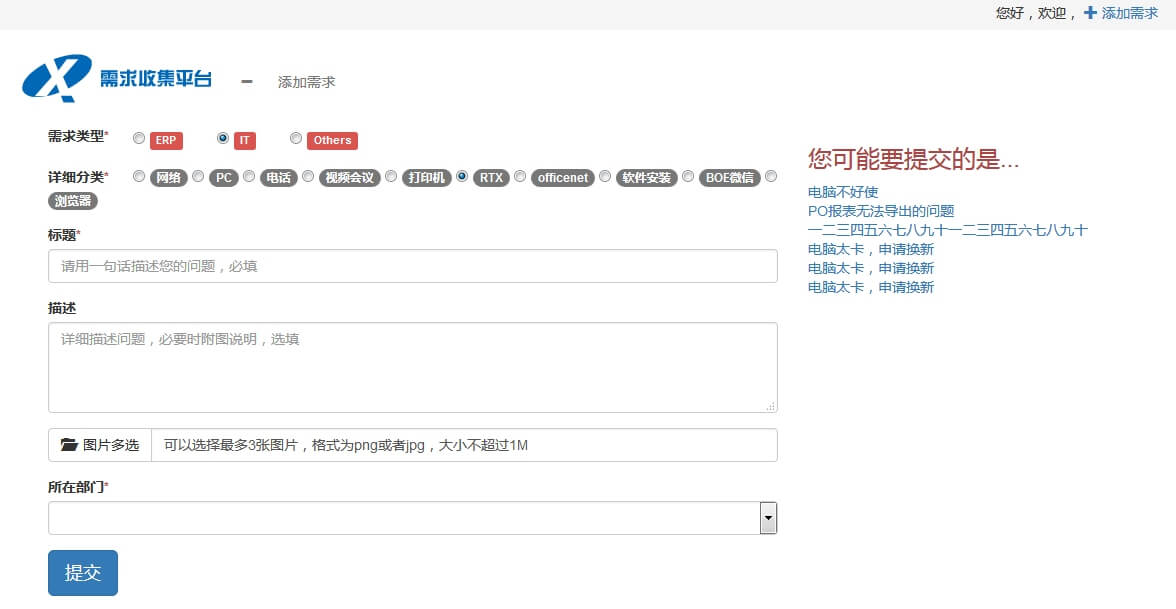 您好，欢迎， 添加需求
需求收集平台 － 添加需求
需求类型* ERP IT Others
详细分类* 网络 PC 电话 视频会议 打印机 RTX officenet 软件安装 BOE微信
浏览器
标题*
请用一句话描述您的问题，必填
描述
详细描述问题，必要时附图说明，选填
图片多选 可以选择最多3张图片，格式为png或者jpg，大小不超过1M
所在部门*
提交
您可能要提交的是...
电脑不好使
PO报表无法导出的问题
一二三四五六七八九十一二三四五六七八九十
电脑太卡，申请换新
电脑太卡，申请换新
电脑太卡，申请换新